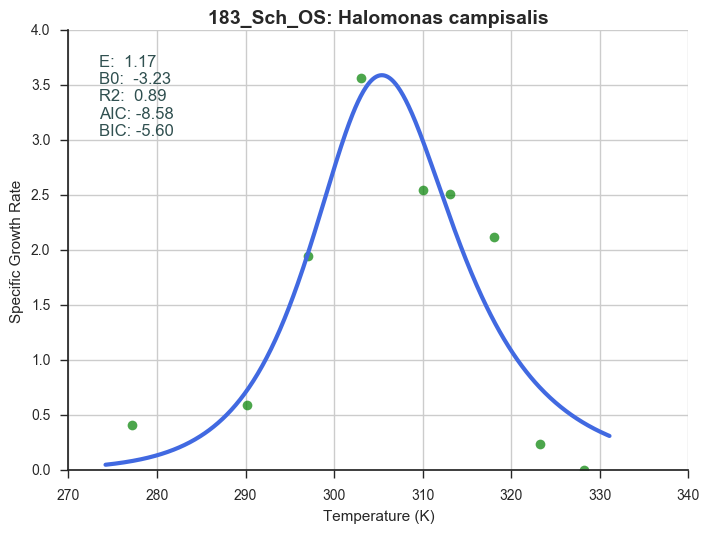 183_Sch_OS: Halomonas campisalis
E:  1.17
B0:  -3.23
R2:  0.89
AIC: -8.58
BIC: -5.60
Specific Growth Rate
4.0
3.5
3.0
2.5
2.0
1.5
1.0
0.5
0.0
270 280 290 300 310 320 330 340
Temperature (K)